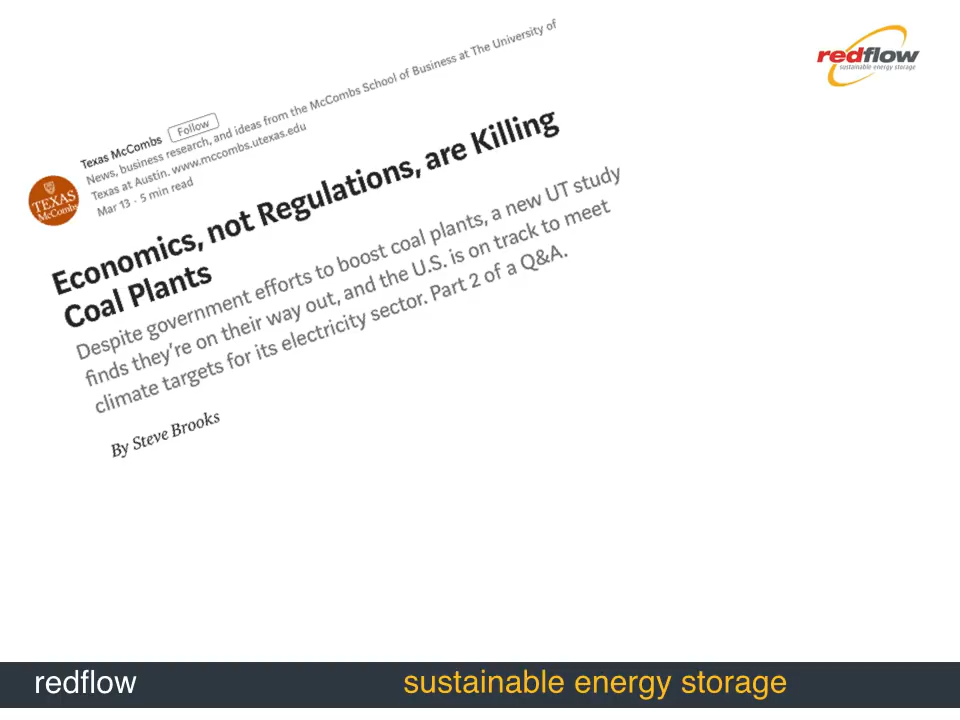 redflow
sustainable energy storage
Texas McCombs Follow
News, business research, and ideas from the McCombs School of Business at The University of
Texas at Austin. www.mccombs.utexas.edu
Mar 13 · 5 min read
TEXAS
McCombs
Economics, not Regulations, are Killing
Coal Plants
Despite government efforts to boost coal plants, a new UT study
finds they're on their way out, and the U.S. is on track to meet
climate targets for its electricity sector. Part 2 of a Q&A.
By Steve Brooks
redflow
sustainable energy storage